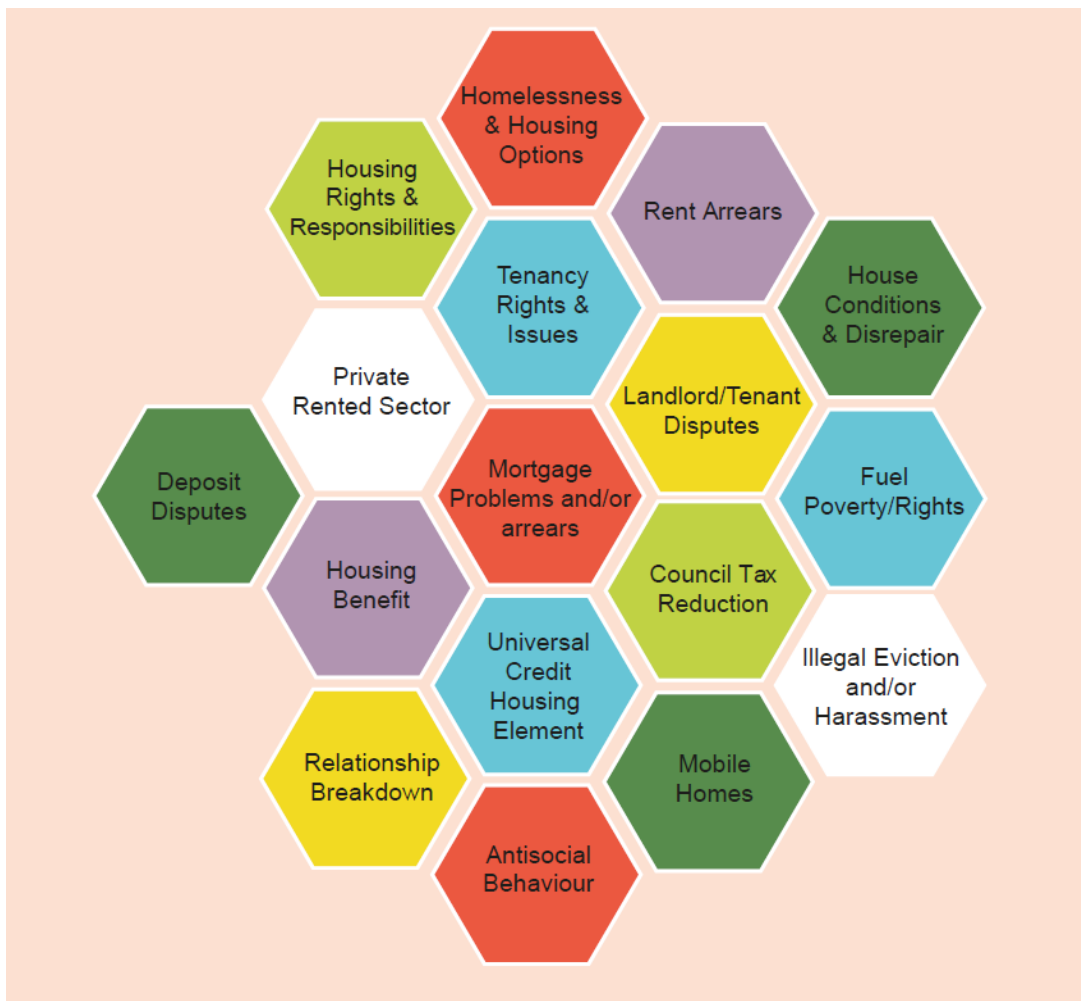 Homelessness
& Housing
Options
Housing
Rights &
Responsibilities
Rent Arrears
Tenancy
Rights &
Issues
House
Conditions
& Disrepair
Private
Rented Sector
Landlord/Tenant
Disputes
Deposit
Disputes
Mortgage
Problems and/or
arrears
Fuel
Poverty/Rights
Housing
Benefit
Council Tax
Reduction
Universal
Credit
Housing
Element
Illegal Eviction
and/or
Harassment
Relationship
Breakdown
Mobile
Homes
Antisocial
Behaviour